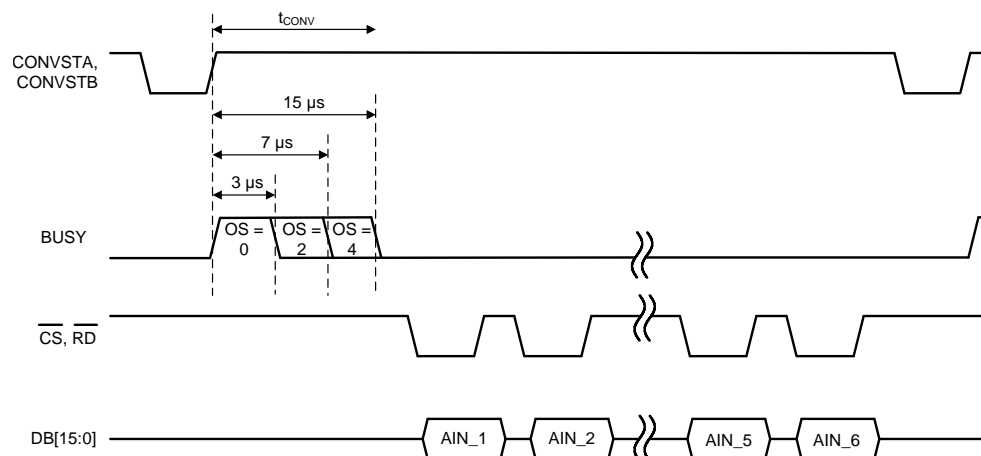 tCONV
CONVSTA,
CONVSTB
15 µs
7 µs
3 µs
BUSY
OS =
0
OS =
2
OS =
4
CS, RD
DB[15:0]
AIN_1
AIN_2
AIN_5
AIN_6